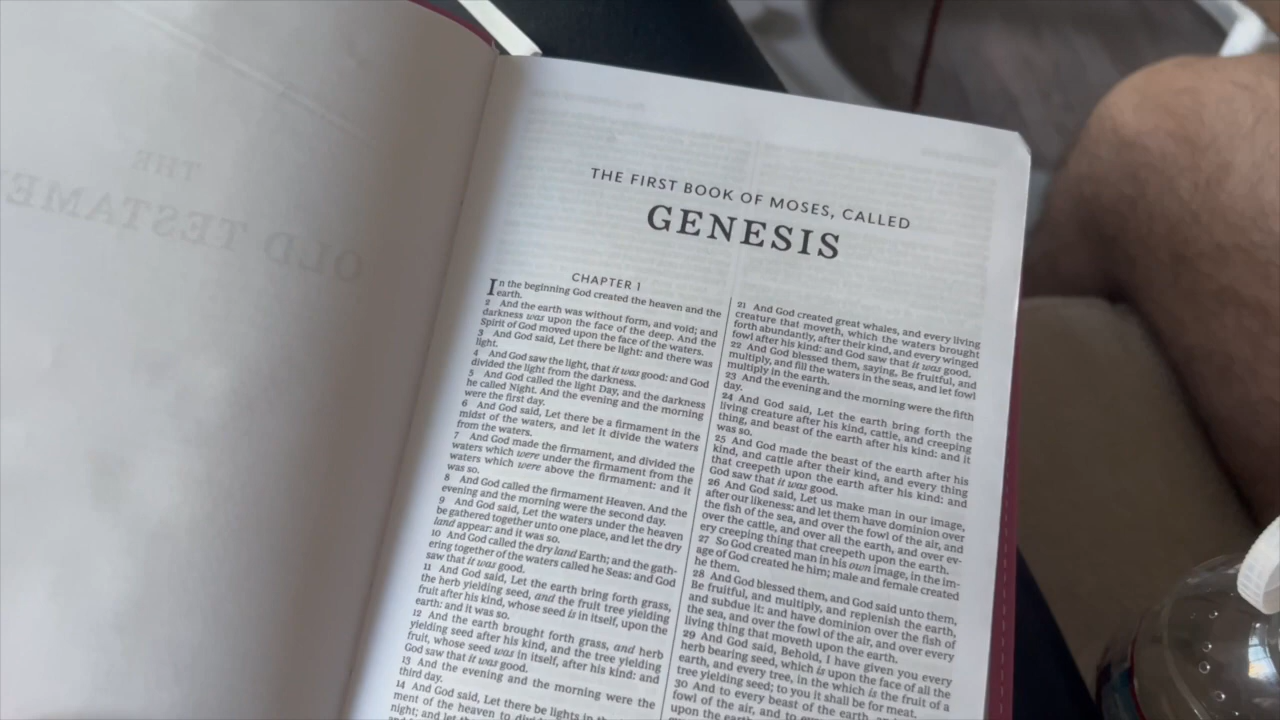 THE
OLD TESTAME
THE FIRST BOOK OF MOSES, CALLED
GENESIS
CHAPTER 1
In the beginning God created the heaven and the
earth.
2 And the earth was without form, and void; and
darkness was upon the face of the deep. And the
Spirit of God moved upon the face of the waters.
3 And God said, Let there be light: and there was
light.
4 And God saw the light, that it was good: and God
divided the light from the darkness.
5 And God called the light Day, and the darkness
he called Night. And the evening and the morning
were the first day.
6 And God said, Let there be a firmament in the
midst of the waters, and let it divide the waters
from the waters.
7 And God made the firmament, and divided the
waters which were under the firmament from the
waters which were above the firmament: and it
was so.
8 And God called the firmament Heaven. And the
evening and the morning were the second day.
9 And God said, Let the waters under the heaven
be gathered together unto one place, and let the dry
land appear: and it was so.
10 And God called the dry land Earth; and the gath-
ering together of the waters called he Seas: and God
saw that it was good.
11 And God said, Let the earth bring forth grass,
the herb yielding seed, and the fruit tree yielding
fruit after his kind, whose seed is in itself, upon the
earth: and it was so.
12 And the earth brought forth grass, and herb
yielding seed after his kind, and the tree yielding
fruit, whose seed was in itself, after his kind: and
God saw that it was good.
13 And the evening and the morning were the
third day.
14 And God said, Let there be lights in the
ment of the heaven to
night; and let
21 And God created great whales, and every living
creature that moveth, which the waters brought
forth abundantly, after their kind, and every winged
fowl after his kind: and God saw that it was good.
22 And God blessed them, saying, Be fruitful, and
multiply, and fill the waters in the seas, and let fowl
multiply in the earth.
23 And the evening and the morning were the fifth
day.
24 And God said, Let the earth bring forth the
living creature after his kind, cattle, and creeping
thing, and beast of the earth after his kind: and it
was so.
25 And God made the beast of the earth after his
kind, and cattle after their kind, and every thing
that creepeth upon the earth after his kind: and
God saw that it was good.
26 And God said, Let us make man in our image,
after our likeness: and let them have dominion over
the fish of the sea, and over the fowl of the air, and
over the cattle, and over all the earth, and over ev-
ery creeping thing that creepeth upon the earth.
27 So God created man in his own image, in the im-
age of God created he him; male and female created
he them.
28 And God blessed them, and God said unto them,
Be fruitful, and multiply, and replenish the earth,
and subdue it: and have dominion over the fish of
the sea, and over the fowl of the air, and over every
living thing that moveth upon the earth.
29 And God said, Behold, I have given you every
herb bearing seed, which is upon the face of all the
earth, and every tree, in the which is the fruit of a
tree yielding seed; to you it shall be for meat.
30 And to every beast of the earth, and to every
fowl of the air, and to
upon the earth